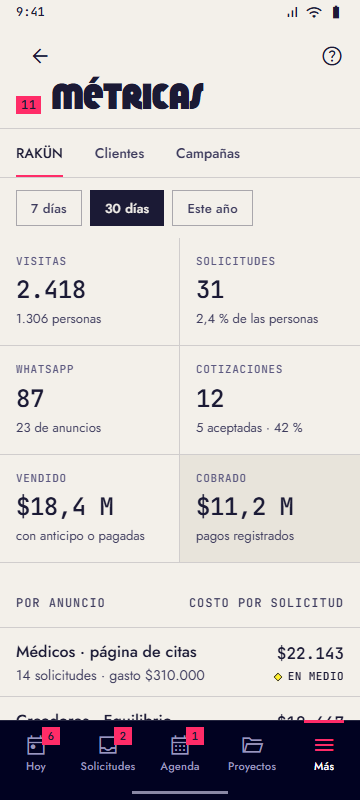 9:41
11 MÉTRICAS
RAKÜN Clientes Campañas
7 días 30 días Este año
VISITAS SOLICITUDES
2.418 31
1.306 personas 2,4 % de las personas
WHATSAPP COTIZACIONES
87 12
23 de anuncios 5 aceptadas · 42 %
VENDIDO COBRADO
$18,4 M $11,2 M
con anticipo o pagadas pagos registrados
POR ANUNCIO COSTO POR SOLICITUD
Médicos · página de citas $22.143
14 solicitudes · gasto $310.000 EN MEDIO
6 2 1
Hoy Solicitudes Agenda Proyectos Más